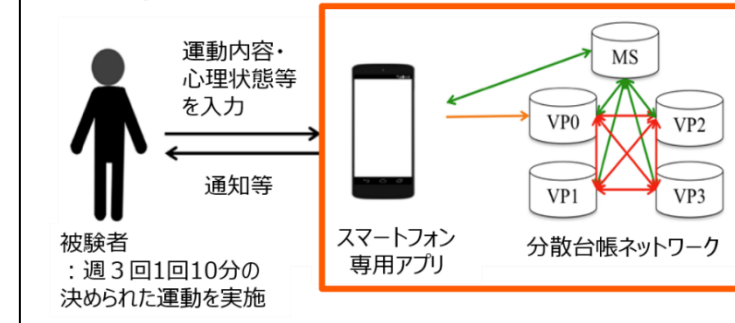 運動内容・
心理状態等
を入力
通知等
被験者
：週３回1回10分の
決められた運動を実施
スマートフォン
専用アプリ
MS
VP0
VP2
VP1
VP3
分散台帳ネットワーク